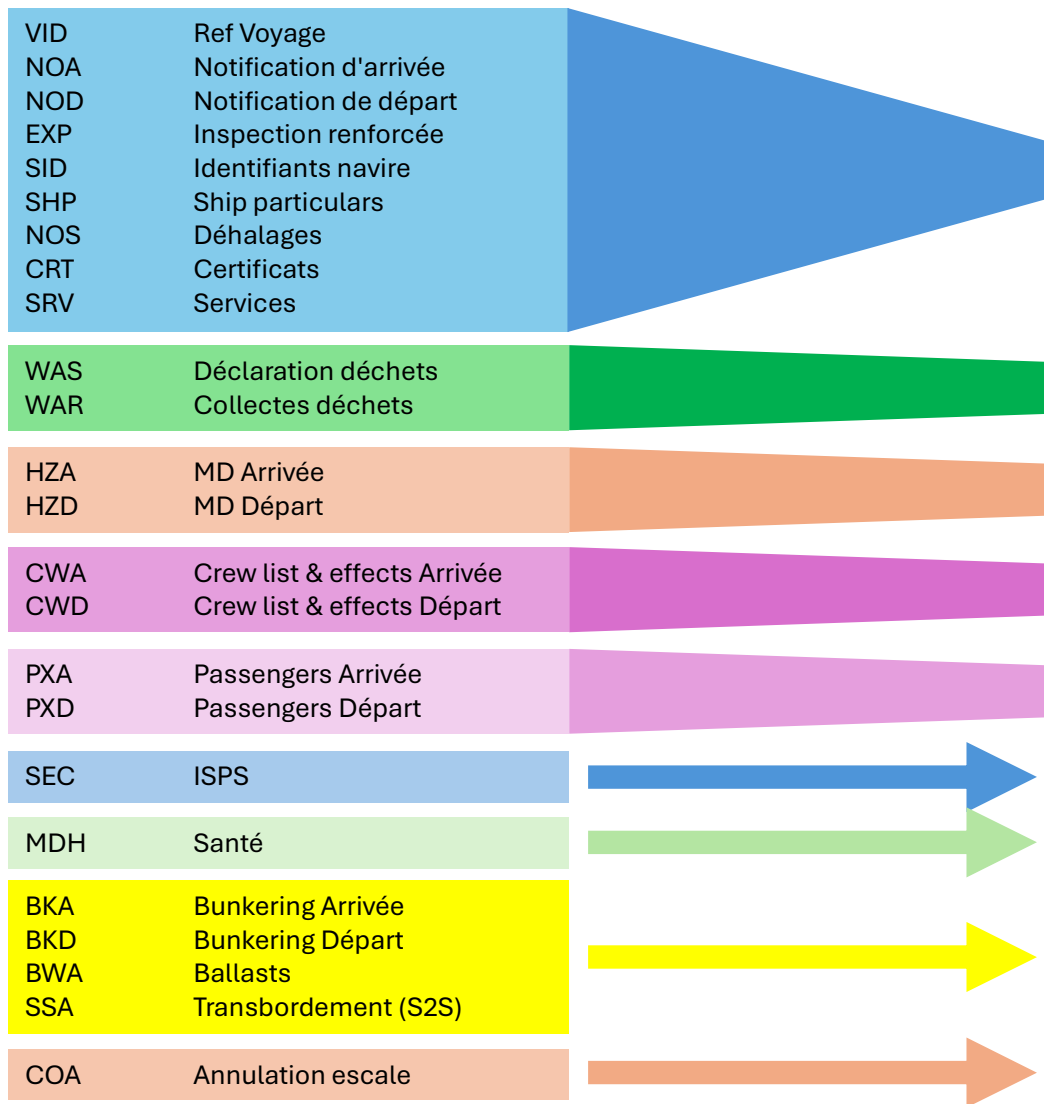 VID Ref Voyage
NOA Notification d'arrivée
NOD Notification de départ
EXP Inspection renforcée
SID Identifiants navire
SHP Ship particulars
NOS Déhalages
CRT Certificats
SRV Services
WAS Déclaration déchets
WAR Collectes déchets
HZA MD Arrivée
HZD MD Départ
CWA Crew list & effects Arrivée
CWD Crew list & effects Départ
PXA Passengers Arrivée
PXD Passengers Départ
SEC ISPS
MDH Santé
BKA Bunkering Arrivée
BKD Bunkering Départ
BWA Ballasts
SSA Transbordement (S2S)
COA Annulation escale